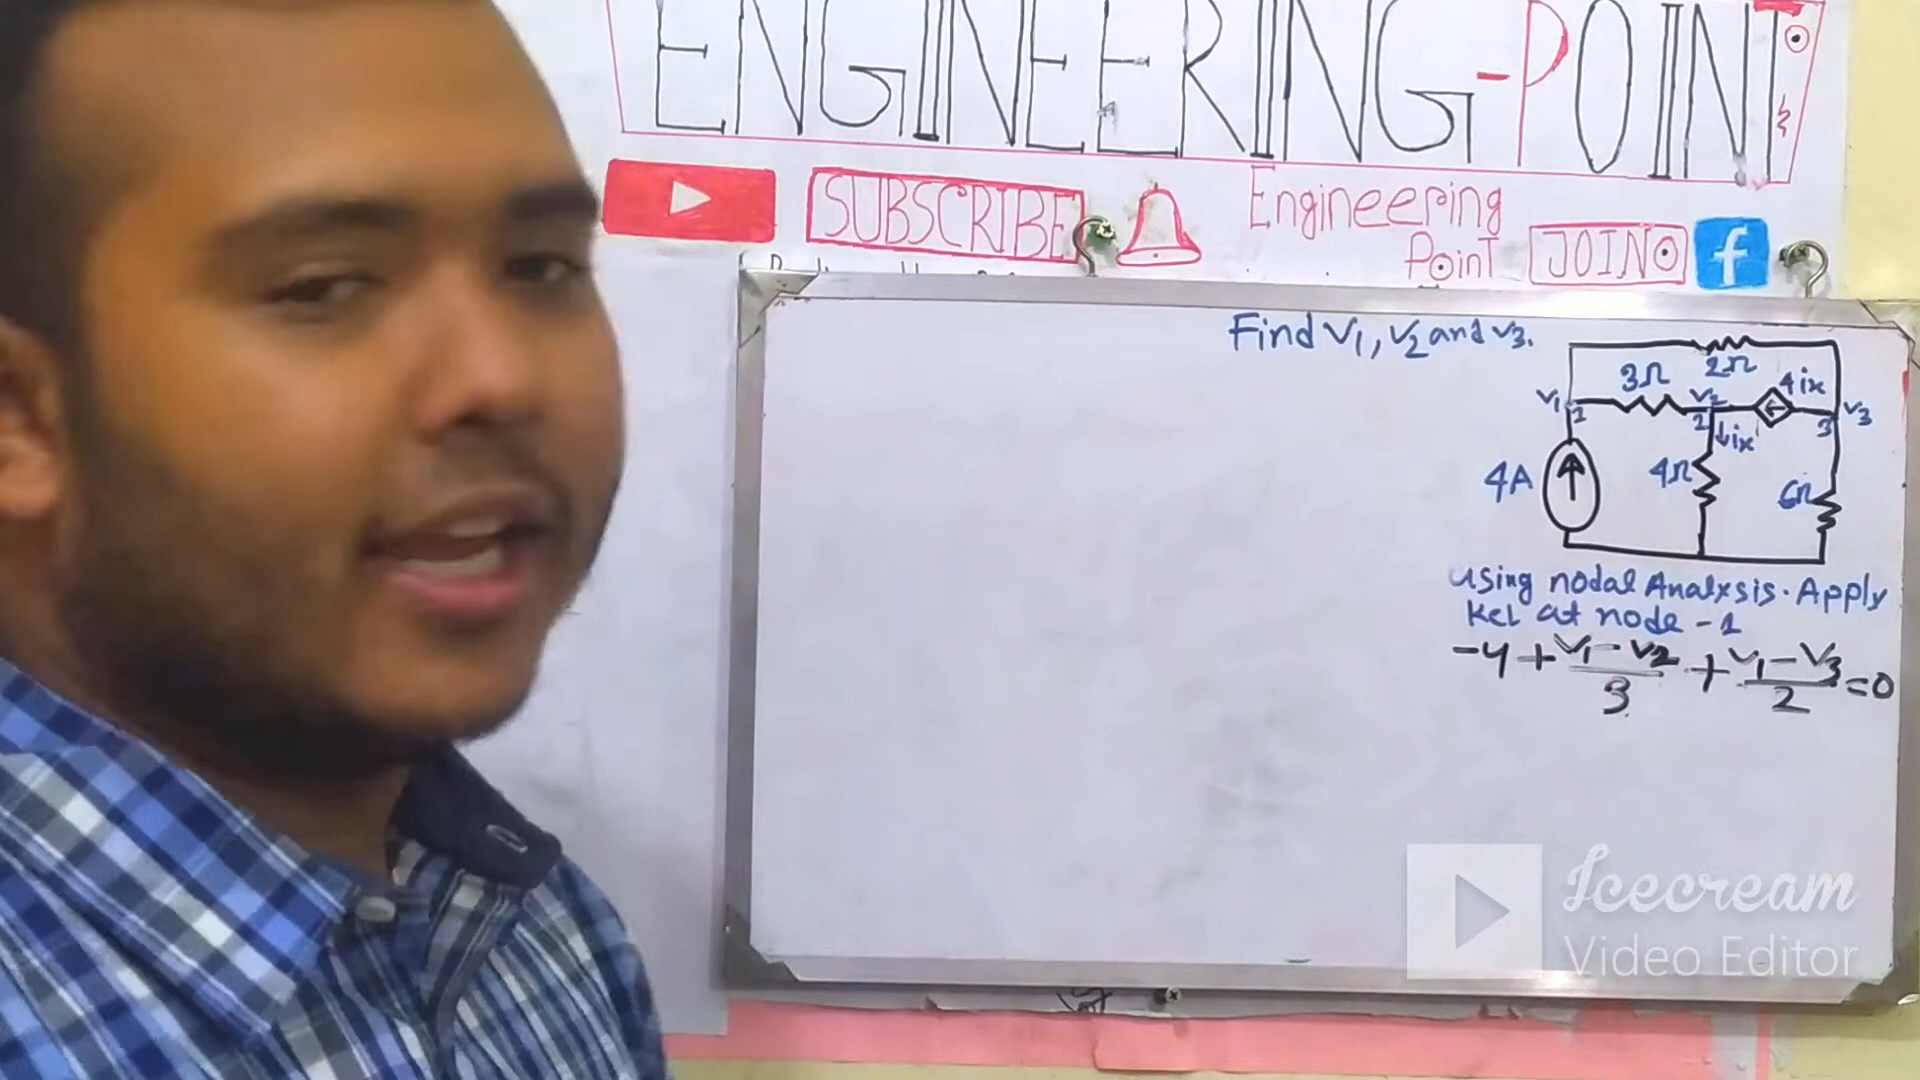 ENGINEERING-POINT
SUBSCRIBE
Engineering
Point
JOIN
f
Find V1, V2 and V3.
2Ω
3Ω
4ix
V1
V2
V3
1
2
3
↓ix
4A
4Ω
6Ω
Using nodal Analysis. Apply
KCL at node - 1
-4 + V1 - V2 / 3 + V1 - V3 / 2 = 0
Icecream
Video Editor